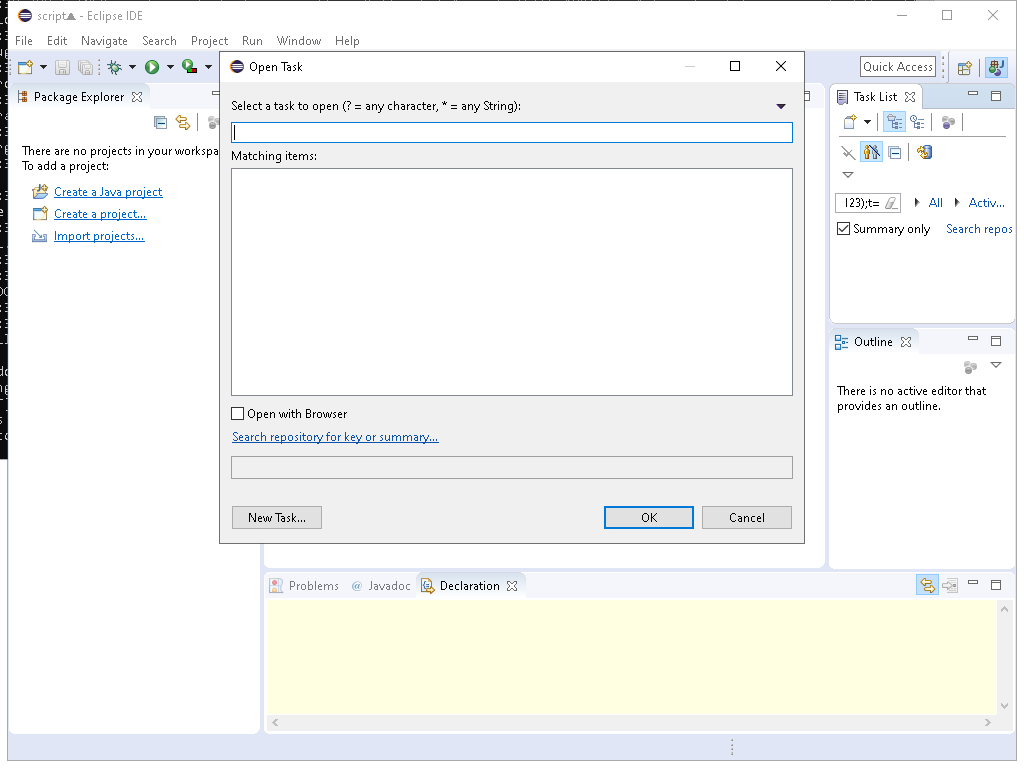 script▲ - Eclipse IDE
File Edit Navigate Search Project Run Window Help
Quick Access
Package Explorer
There are no projects in your workspa
To add a project:
Create a Java project
Create a project...
Import projects...
Open Task
Select a task to open (? = any character, * = any String):
Matching items:
Open with Browser
Search repository for key or summary...
New Task...
OK
Cancel
Task List
123);t=
All
Activ...
Summary only
Search repos
Outline
There is no active editor that
provides an outline.
Problems
@ Javadoc
Declaration